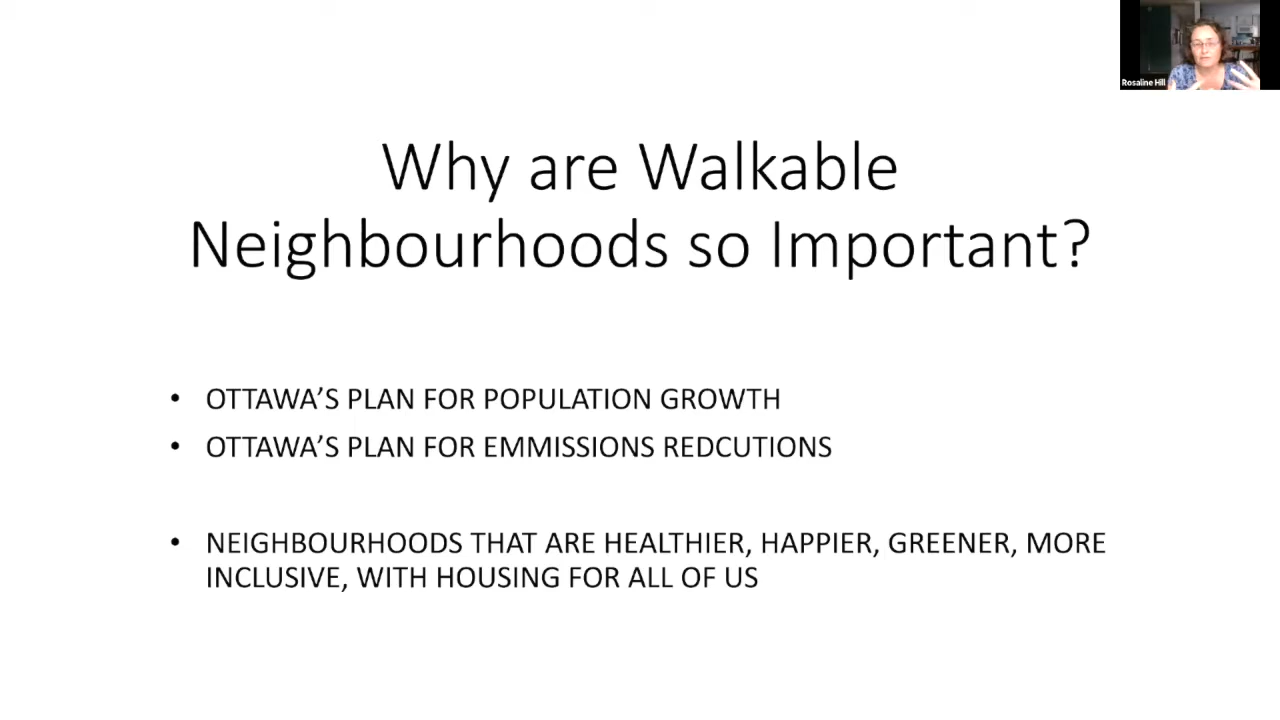 Rosaline Hill
Why are Walkable
Neighbourhoods so Important?
• OTTAWA'S PLAN FOR POPULATION GROWTH
• OTTAWA'S PLAN FOR EMMISSIONS REDCUTIONS
• NEIGHBOURHOODS THAT ARE HEALTHIER, HAPPIER, GREENER, MORE
INCLUSIVE, WITH HOUSING FOR ALL OF US